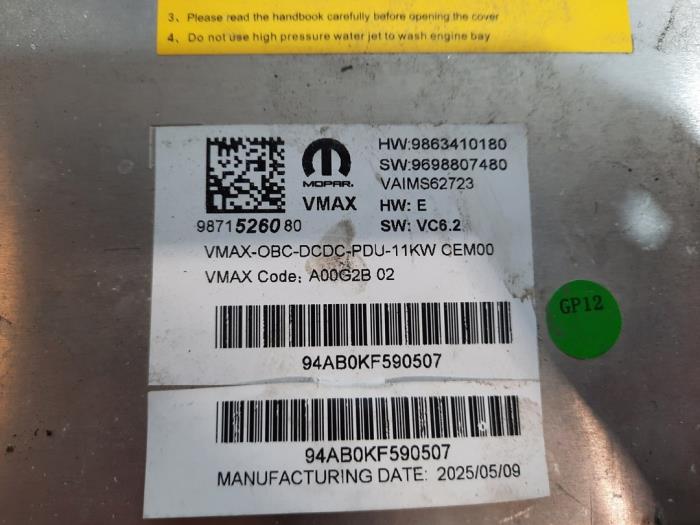 3、Please read the handbook carefully before opening the cover
4、Do not use high pressure water jet to wash engine bay
HW:9863410180
SW:9698807480
MOPAR.
VAIMS62723
VMAX
HW: E
9871526080
SW: VC6.2
VMAX-OBC-DCDC-PDU-11KW CEM00
VMAX Code: A00G2B 02
GP12
94AB0KF590507
94AB0KF590507
MANUFACTURING DATE: 2025/05/09